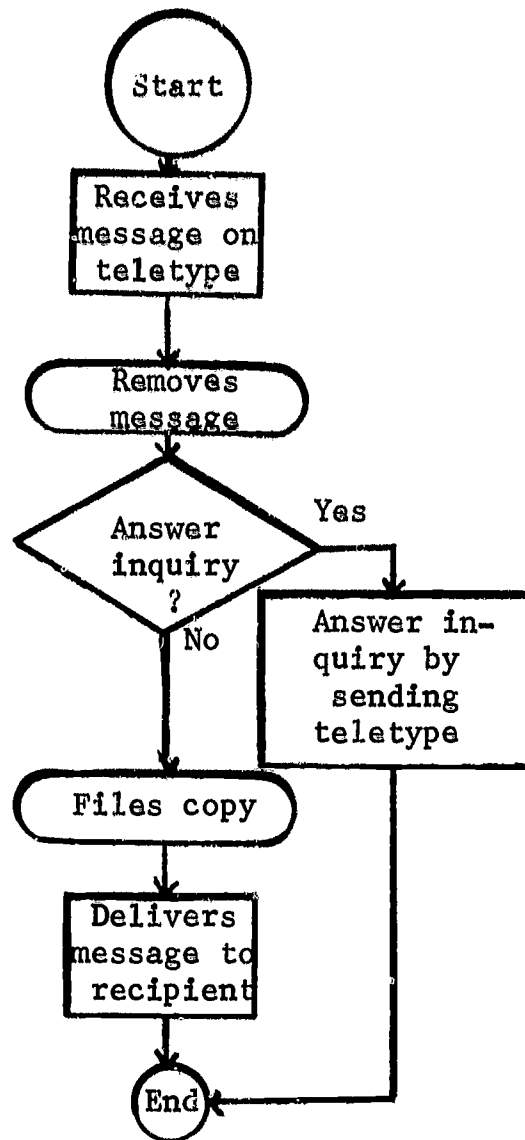 Start
Receives
message on
teletype
Removes
message
Answer
inquiry
?
Yes
No
Answer in-
quiry by
sending
teletype
Files copy
Delivers
message to
recipient
End